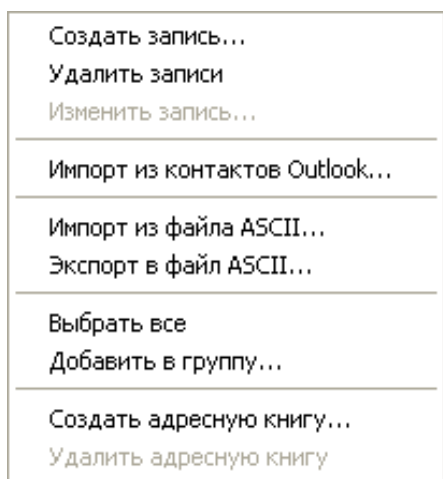 Создать запись...
Удалить записи
Изменить запись...
Импорт из контактов Outlook...
Импорт из файла ASCII...
Экспорт в файл ASCII...
Выбрать все
Добавить в группу...
Создать адресную книгу...
Удалить адресную книгу